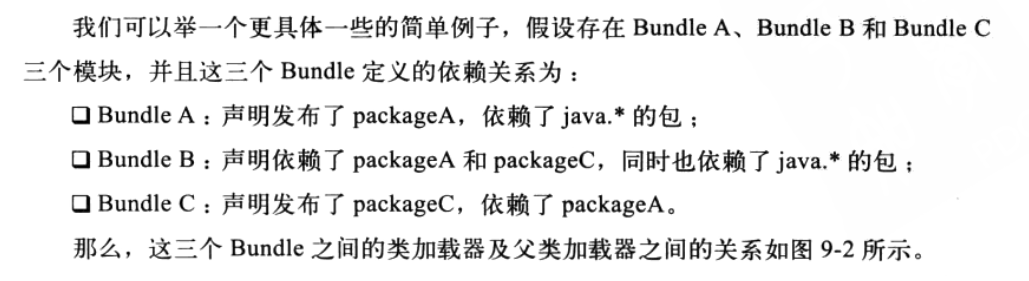 我们可以举一个更具体一些的简单例子，假设存在 Bundle A、Bundle B 和 Bundle C
三个模块，并且这三个 Bundle 定义的依赖关系为：
❑ Bundle A：声明发布了 packageA，依赖了 java.* 的包；
❑ Bundle B：声明依赖了 packageA 和 packageC，同时也依赖了 java.* 的包；
❑ Bundle C：声明发布了 packageC，依赖了 packageA。
那么，这三个 Bundle 之间的类加载器及父类加载器之间的关系如图 9-2 所示。